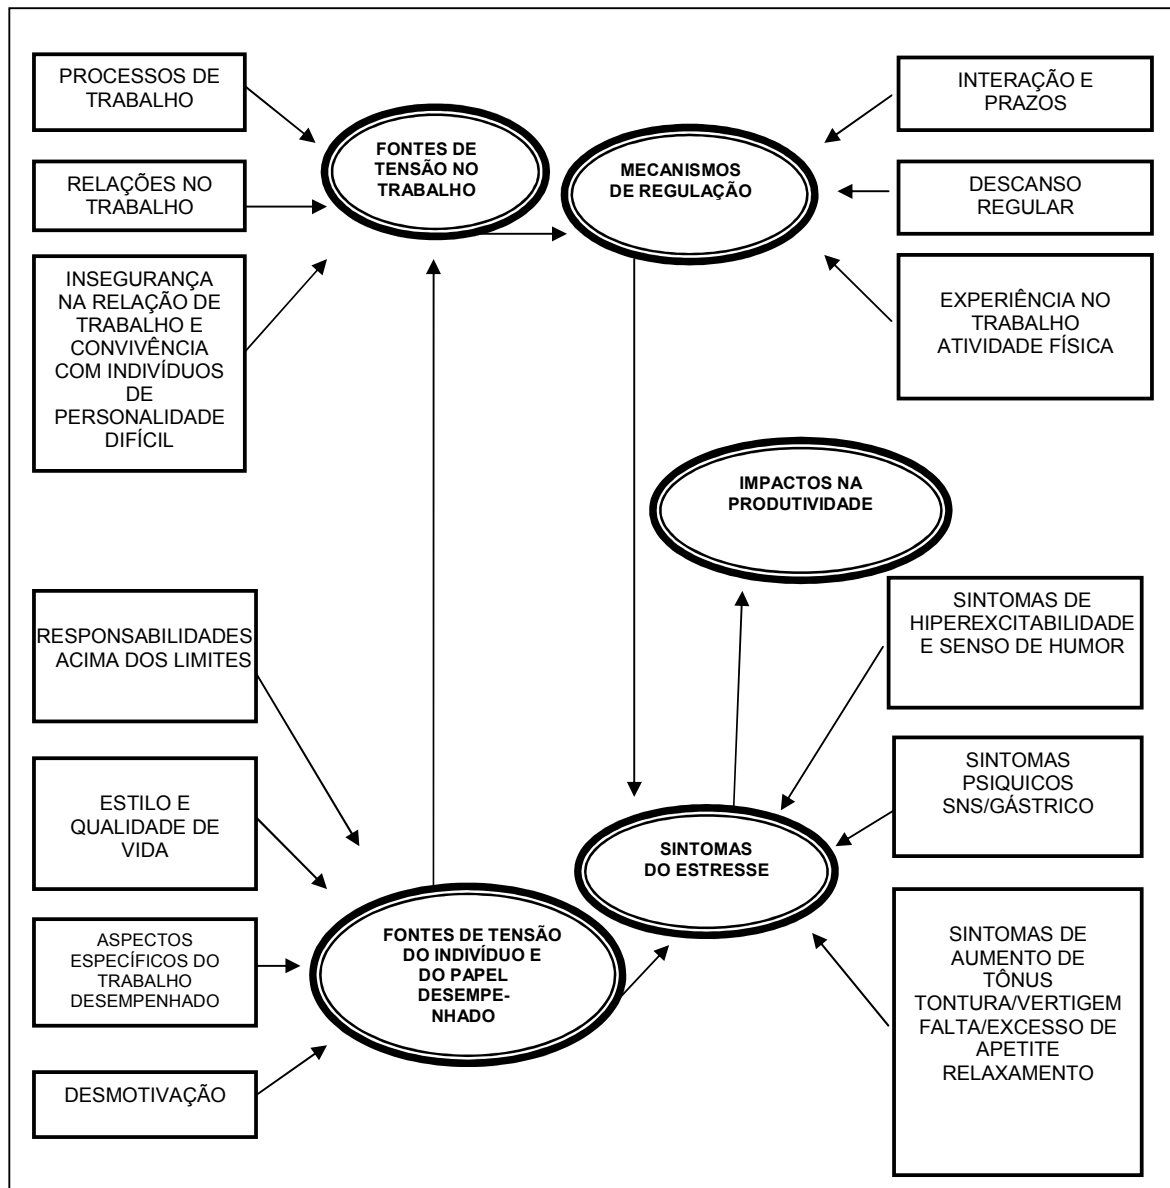 PROCESSOS DE
TRABALHO
RELAÇÕES NO
TRABALHO
INSEGURANÇA
NA RELAÇÃO DE
TRABALHO E
CONVIVÊNCIA
COM INDIVÍDUOS
DE
PERSONALIDADE
DIFÍCIL
FONTES DE
TENSÃO NO
TRABALHO
MECANISMOS
DE REGULAÇÃO
INTERAÇÃO E
PRAZOS
DESCANSO
REGULAR
EXPERIÊNCIA NO
TRABALHO
ATIVIDADE FÍSICA
IMPACTOS NA
PRODUTIVIDADE
RESPONSABILIDADES
ACIMA DOS LIMITES
ESTILO E
QUALIDADE DE
VIDA
ASPECTOS
ESPECÍFICOS DO
TRABALHO
DESEMPENHADO
DESMOTIVAÇÃO
FONTES DE TENSÃO
DO INDIVÍDUO E
DO PAPEL
DESEMPE-
NHADO
SINTOMAS
DO ESTRESSE
SINTOMAS DE
HIPEREXCITABILIDADE
E SENSO DE HUMOR
SINTOMAS
PSIQUICOS
SNS/GÁSTRICO
SINTOMAS DE
AUMENTO DE
TÔNUS
TONTURA/VERTIGEM
FALTA/EXCESSO DE
APETITE
RELAXAMENTO